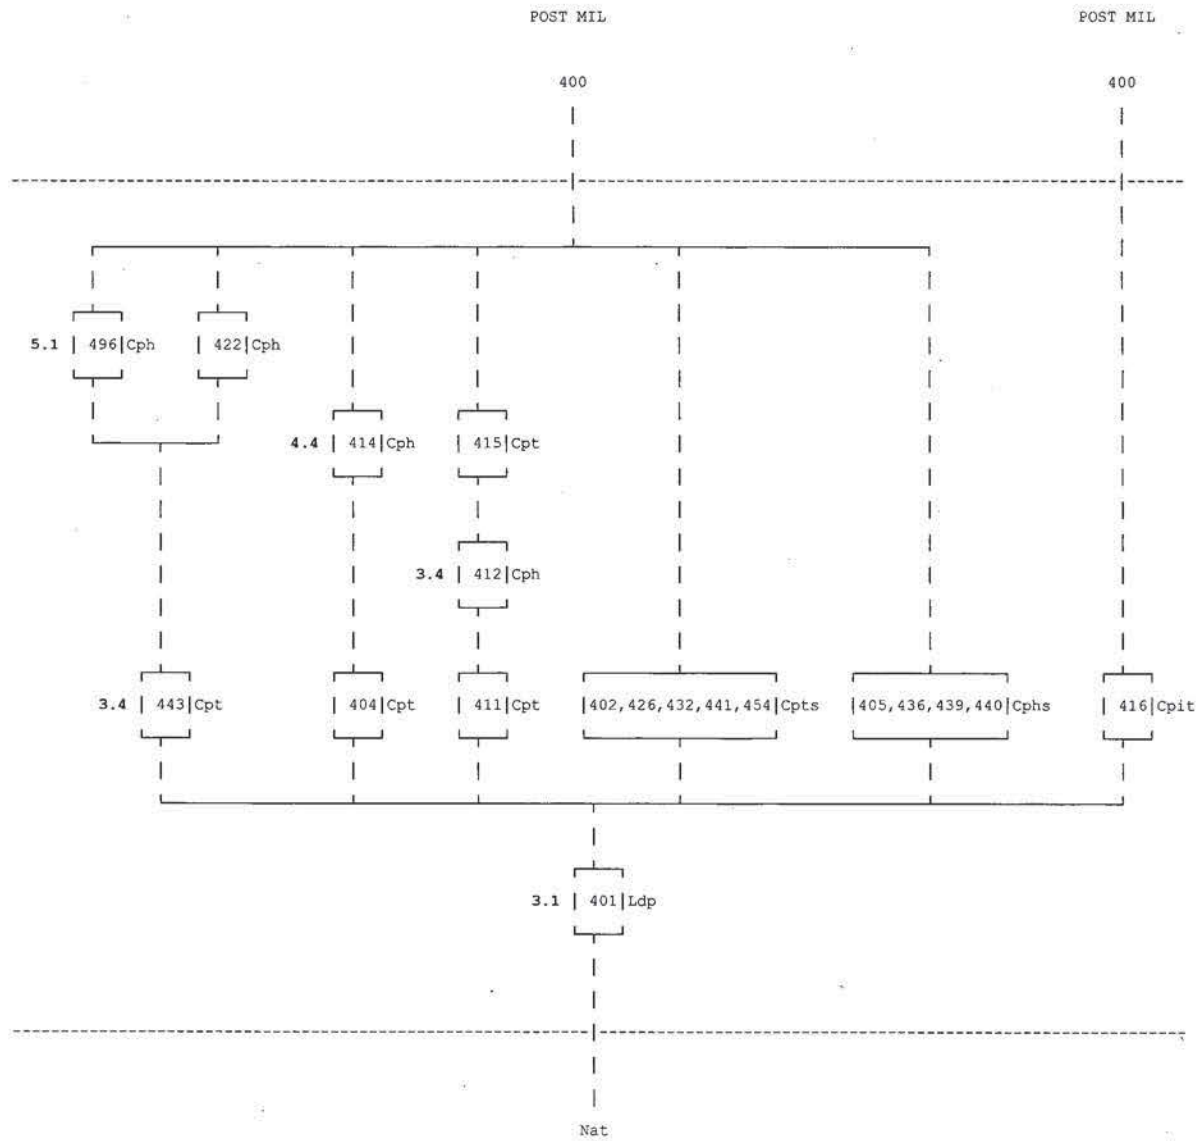 POST MIL POST MIL
400 400
5.1 496 Cph 422 Cph
4.4 414 Cph 415 Cpt
3.4 412 Cph
3.4 443 Cpt 404 Cpt 411 Cpt 402,426,432,441,454 Cpts 405,436,439,440 Cphs 416 Cpit
3.1 401 Ldp
Nat